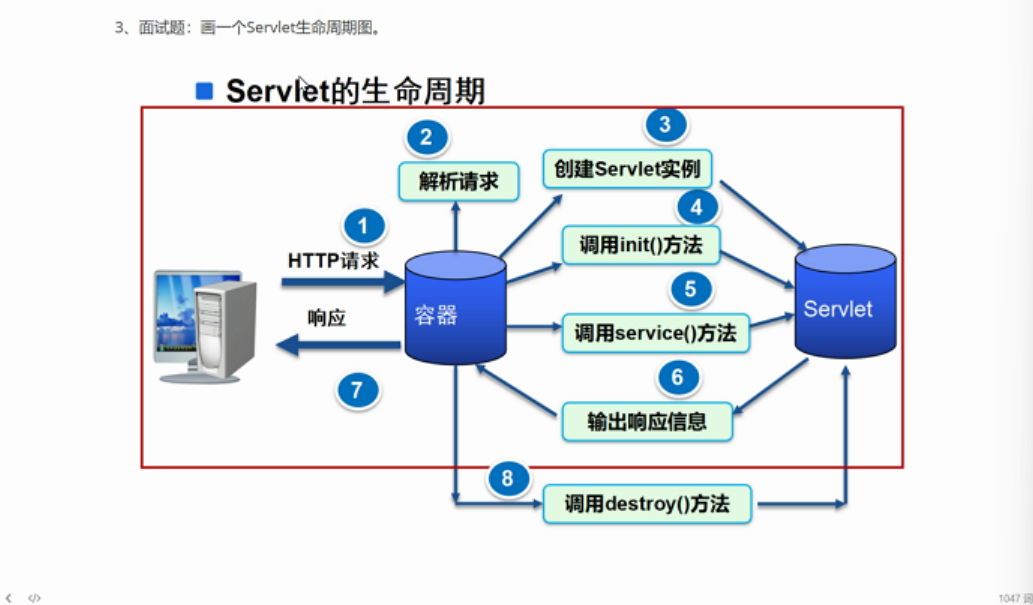 3、面试题：画一个Servlet生命周期图。
Servlet的生命周期
2
3
解析请求
创建Servlet实例
1
4
HTTP请求
调用init()方法
5
响应
容器
调用service()方法
Servlet
7
6
输出响应信息
8
调用destroy()方法